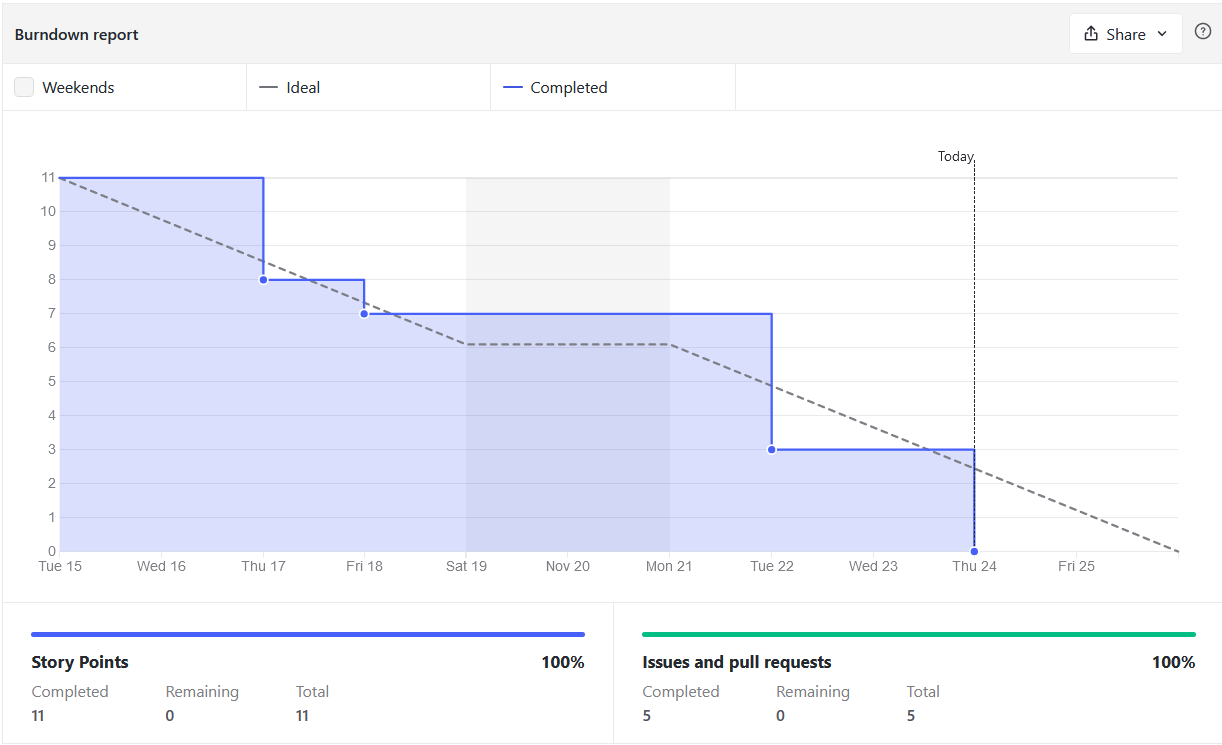 Burndown report
Share
?
Weekends
Ideal
Completed
Today
11
10
9
8
7
6
5
4
3
2
1
0
Tue 15 Wed 16 Thu 17 Fri 18 Sat 19 Nov 20 Mon 21 Tue 22 Wed 23 Thu 24 Fri 25
Story Points 100%
Completed Remaining Total
11 0 11
Issues and pull requests 100%
Completed Remaining Total
5 0 5